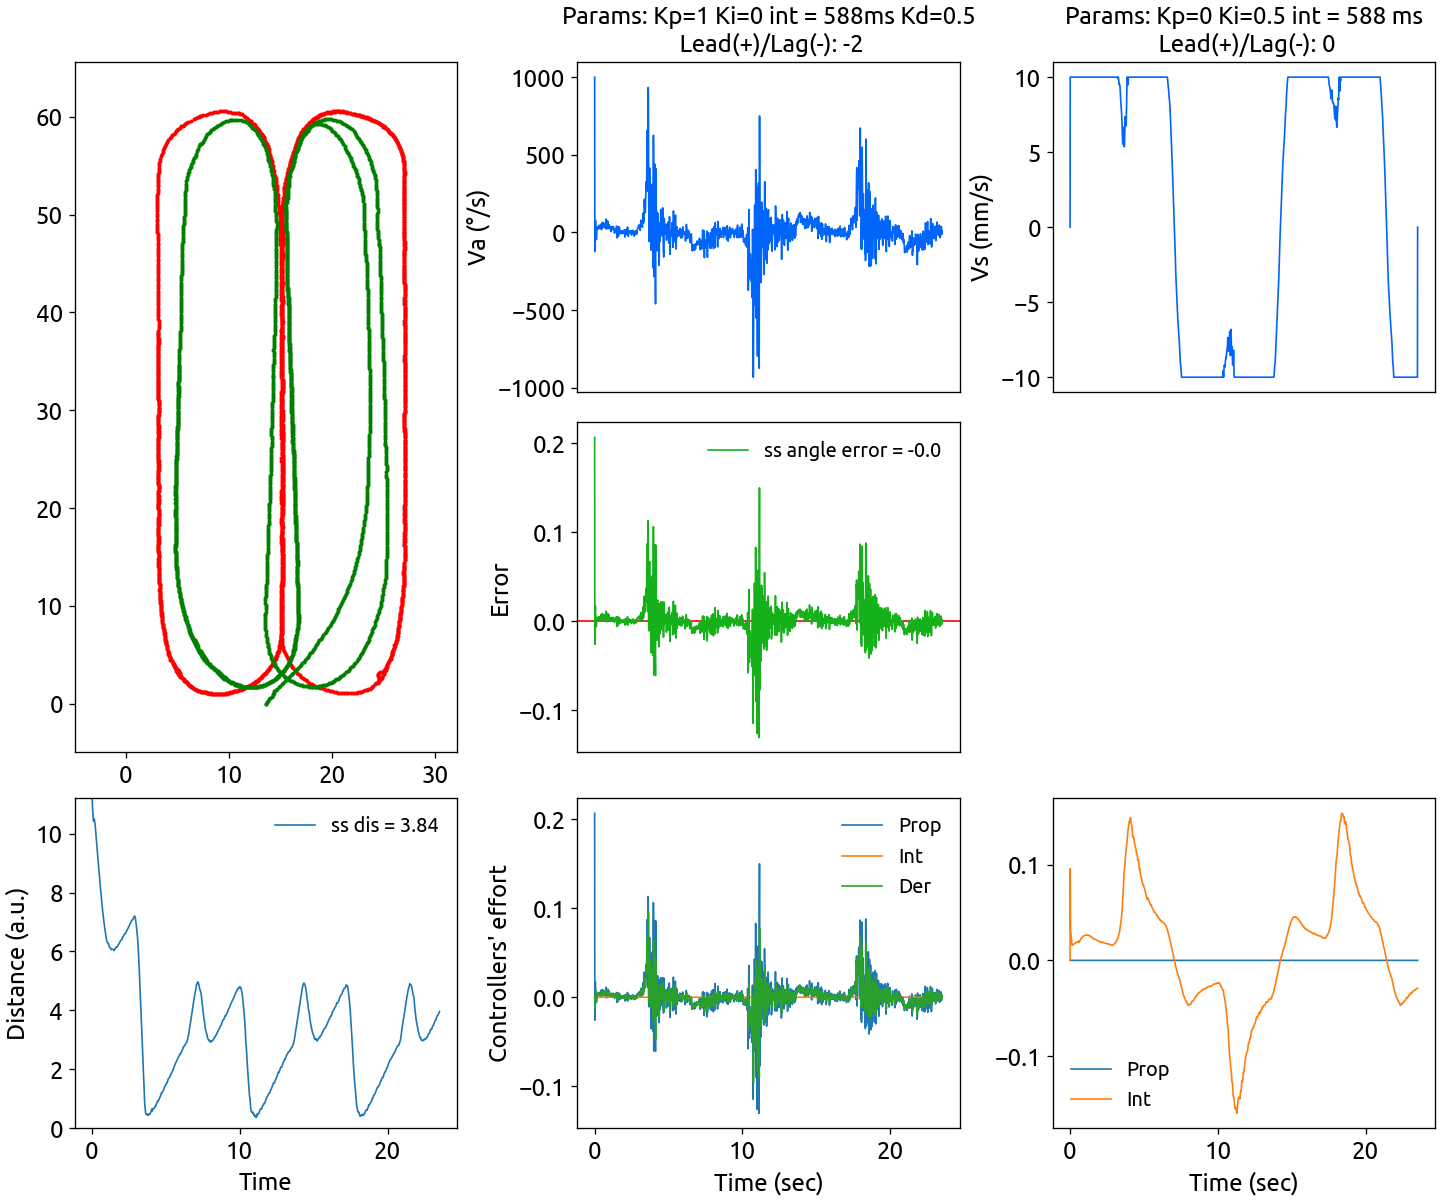 Params: Kp=1 Ki=0 int = 588ms Kd=0.5
Lead(+)/Lag(-): -2
Params: Kp=0 Ki=0.5 int = 588 ms
Lead(+)/Lag(-): 0
60
50
40
30
20
10
0
0
10
20
30
Va (°/s)
1000
500
0
−500
−1000
Vs (mm/s)
10
5
0
−5
−10
Error
0.2
0.1
0.0
−0.1
ss angle error = -0.0
Distance (a.u.)
10
8
6
4
2
0
ss dis = 3.84
0
10
20
Time
Controllers' effort
0.2
0.1
0.0
−0.1
Prop
Int
Der
0
10
20
Time (sec)
0.1
0.0
−0.1
Prop
Int
0
10
20
Time (sec)